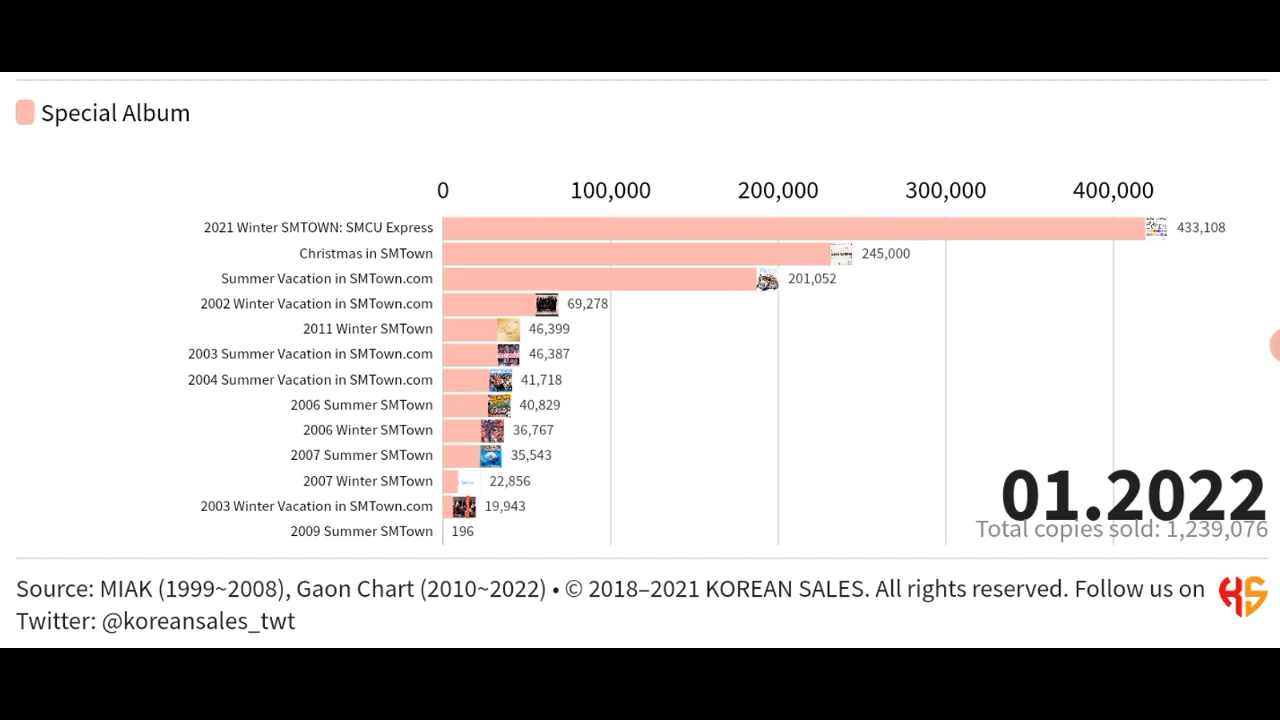 Special Album
0 100,000 200,000 300,000 400,000
2021 Winter SMTOWN: SMCU Express 433,108
Christmas in SMTown 245,000
Summer Vacation in SMTown.com 201,052
2002 Winter Vacation in SMTown.com 69,278
2011 Winter SMTown 46,399
2003 Summer Vacation in SMTown.com 46,387
2004 Summer Vacation in SMTown.com 41,718
2006 Summer SMTown 40,829
2006 Winter SMTown 36,767
2007 Summer SMTown 35,543
2007 Winter SMTown 22,856
2003 Winter Vacation in SMTown.com 19,943
2009 Summer SMTown 196
01.2022
Total copies sold: 1,239,076
Source: MIAK (1999~2008), Gaon Chart (2010~2022) • © 2018–2021 KOREAN SALES. All rights reserved. Follow us on
Twitter: @koreansales_twt
KS